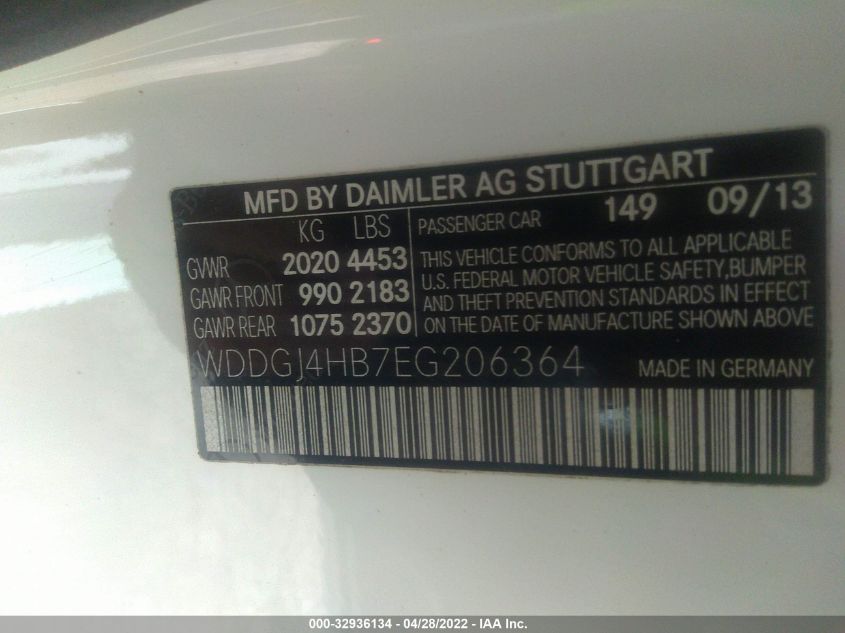 MFD BY DAIMLER AG STUTTGART
KG LBS
GVWR 2020 4453
GAWR FRONT 990 2183
GAWR REAR 1075 2370
PASSENGER CAR 149 09/13
THIS VEHICLE CONFORMS TO ALL APPLICABLE
U.S. FEDERAL MOTOR VEHICLE SAFETY,BUMPER
AND THEFT PREVENTION STANDARDS IN EFFECT
ON THE DATE OF MANUFACTURE SHOWN ABOVE
WDDGJ4HB7EG206364 MADE IN GERMANY
000-32936134 - 04/28/2022 - IAA Inc.